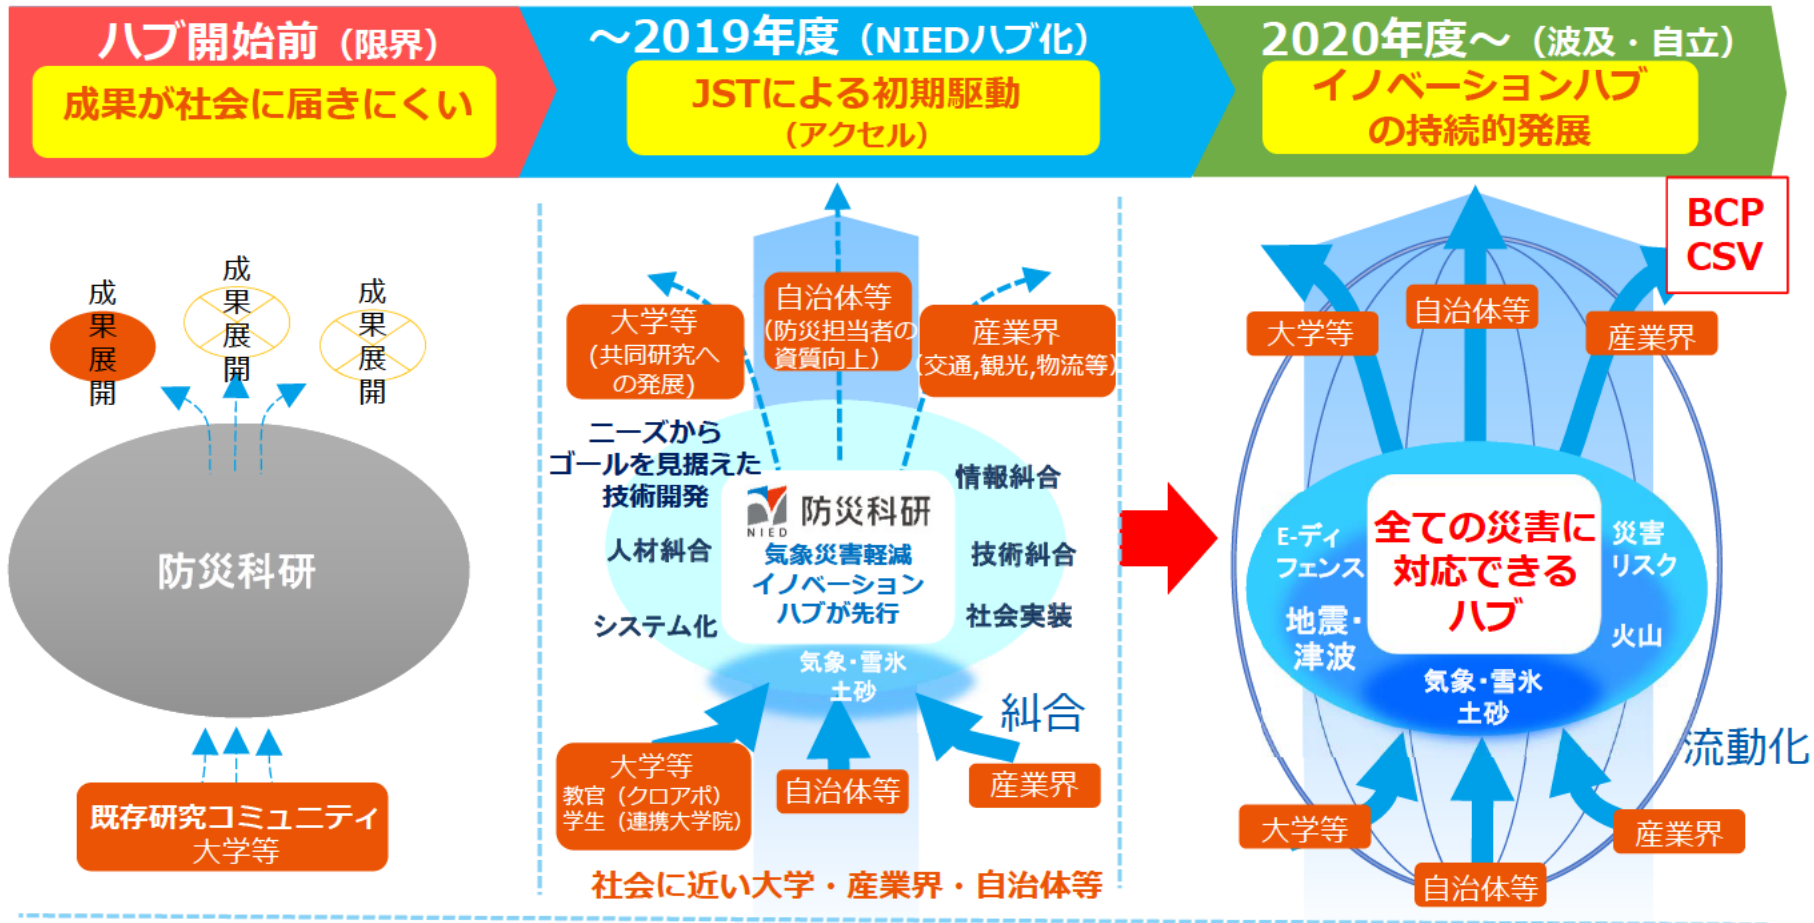 ハブ開始前（限界）
成果が社会に届きにくい
～2019年度（NIEDハブ化）
JSTによる初期駆動
（アクセル）
2020年度～（波及・自立）
イノベーションハブ
の持続的発展
成果展開
成果展開
成果展開
防災科研
既存研究コミュニティ
大学等
大学等
(共同研究へ
の発展)
自治体等
(防災担当者の
資質向上）
産業界
（交通,観光,物流等）
ニーズから
ゴールを見据えた
技術開発
人材糾合
システム化
情報糾合
技術糾合
社会実装
NIED
防災科研
気象災害軽減
イノベーション
ハブが先行
気象・雪氷
土砂
糾合
大学等
教官（クロアポ）
学生（連携大学院）
自治体等
産業界
社会に近い大学・産業界・自治体等
BCP
CSV
大学等
自治体等
産業界
E-ディ
フェンス
地震・
津波
全ての災害に
対応できる
ハブ
災害
リスク
火山
気象・雪氷
土砂
流動化
大学等
自治体等
産業界